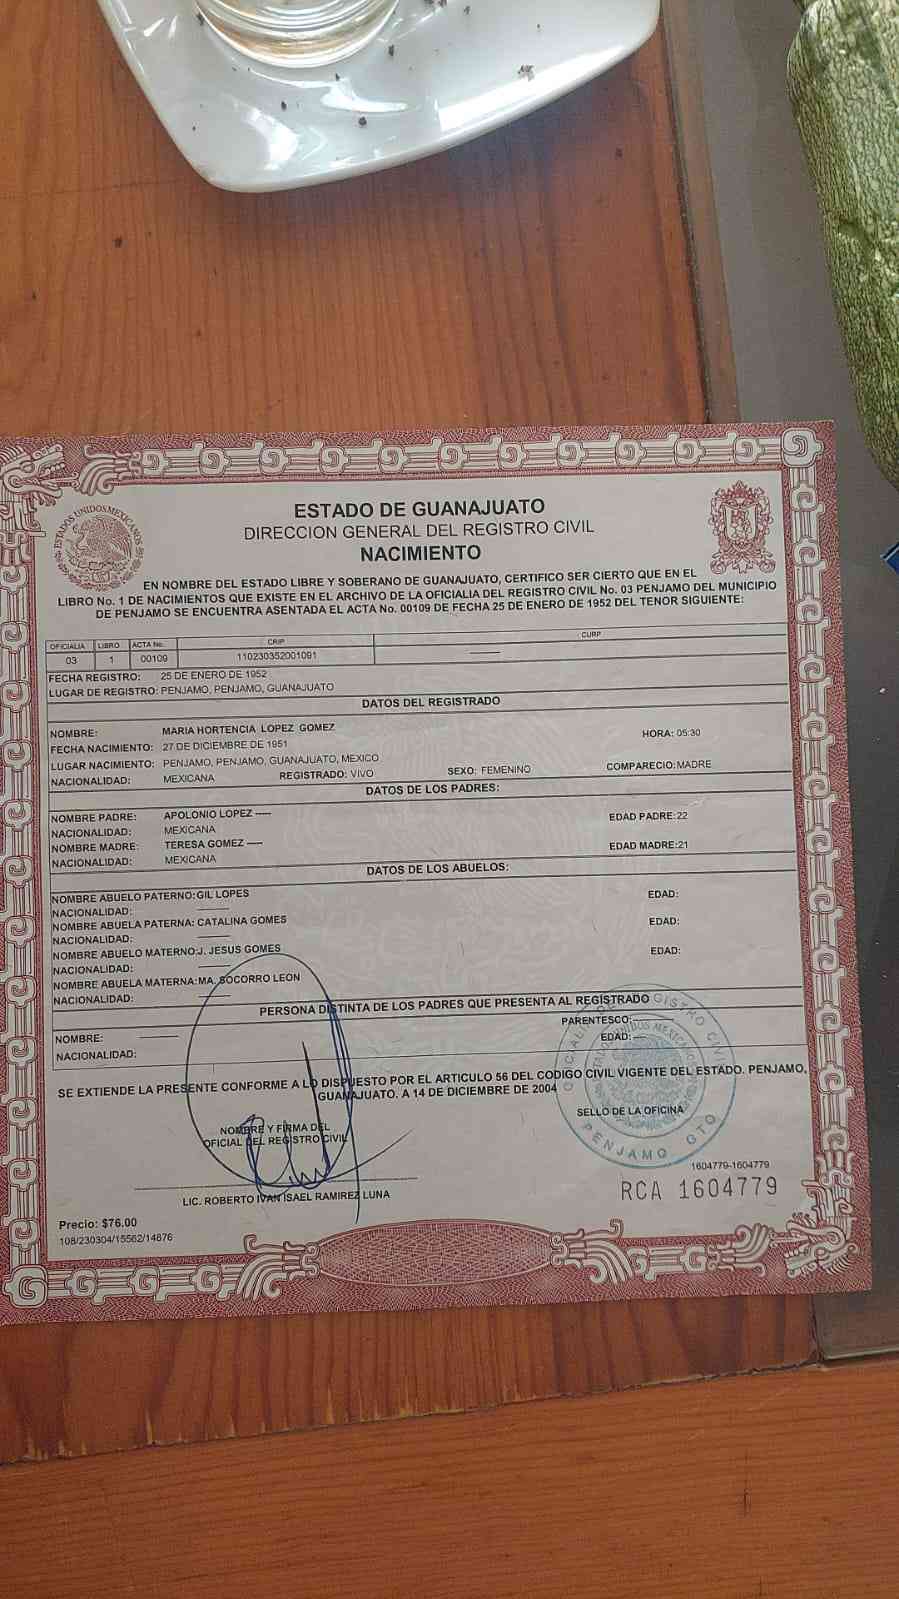 ESTADOS UNIDOS MEXICANOS
ESTADO DE GUANAJUATO
DIRECCION GENERAL DEL REGISTRO CIVIL
NACIMIENTO
EN NOMBRE DEL ESTADO LIBRE Y SOBERANO DE GUANAJUATO, CERTIFICO SER CIERTO QUE EN EL
LIBRO No. 1 DE NACIMIENTOS QUE EXISTE EN EL ARCHIVO DE LA OFICIALIA DEL REGISTRO CIVIL No. 03 PENJAMO DEL MUNICIPIO
DE PENJAMO SE ENCUENTRA ASENTADA EL ACTA No. 00109 DE FECHA 25 DE ENERO DE 1952 DEL TENOR SIGUIENTE:
OFICIALIA LIBRO ACTA No. CRIP CURP
03 1 00109 110230352001091
FECHA REGISTRO: 25 DE ENERO DE 1952
LUGAR DE REGISTRO: PENJAMO, PENJAMO, GUANAJUATO
DATOS DEL REGISTRADO
NOMBRE: MARIA HORTENCIA LOPEZ GOMEZ HORA: 05:30
FECHA NACIMIENTO: 27 DE DICIEMBRE DE 1951
LUGAR NACIMIENTO: PENJAMO, PENJAMO, GUANAJUATO, MEXICO
NACIONALIDAD: MEXICANA REGISTRADO: VIVO SEXO: FEMENINO COMPARECIO: MADRE
DATOS DE LOS PADRES:
NOMBRE PADRE: APOLONIO LOPEZ ----- EDAD PADRE: 22
NACIONALIDAD: MEXICANA
NOMBRE MADRE: TERESA GOMEZ ----- EDAD MADRE: 21
NACIONALIDAD: MEXICANA
DATOS DE LOS ABUELOS:
NOMBRE ABUELO PATERNO: GIL LOPES EDAD:
NACIONALIDAD:
NOMBRE ABUELA PATERNA: CATALINA GOMES EDAD:
NACIONALIDAD:
NOMBRE ABUELO MATERNO: J. JESUS GOMES EDAD:
NACIONALIDAD:
NOMBRE ABUELA MATERNA: MA. SOCORRO LEON
NACIONALIDAD:
PERSONA DISTINTA DE LOS PADRES QUE PRESENTA AL REGISTRADO
PARENTESCO:
NOMBRE: EDAD:
NACIONALIDAD:
SE EXTIENDE LA PRESENTE CONFORME A LO DISPUESTO POR EL ARTICULO 56 DEL CODIGO CIVIL VIGENTE DEL ESTADO. PENJAMO,
GUANAJUATO. A 14 DE DICIEMBRE DE 2004
SELLO DE LA OFICINA
NOMBRE Y FIRMA DEL
OFICIAL DEL REGISTRO CIVIL
PENJAMO GTO
LIC. ROBERTO IVAN ISAEL RAMIREZ LUNA
1604779-1604779
RCA 1604779
Precio: $76.00
108/230304/15562/14876